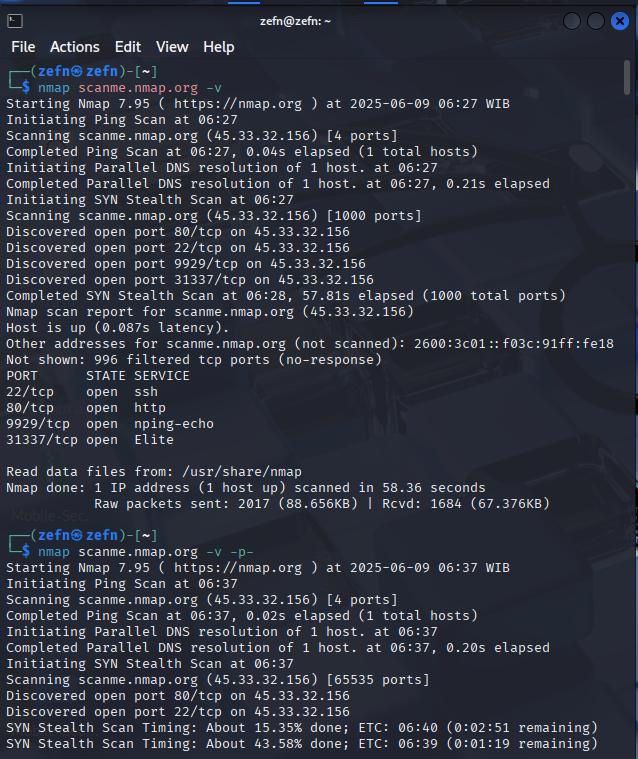 zefn@zefn: ~
File Actions Edit View Help
┌──(zefn㉿zefn)-[~]
└─$ nmap scanme.nmap.org -v
Starting Nmap 7.95 ( https://nmap.org ) at 2025-06-09 06:27 WIB
Initiating Ping Scan at 06:27
Scanning scanme.nmap.org (45.33.32.156) [4 ports]
Completed Ping Scan at 06:27, 0.04s elapsed (1 total hosts)
Initiating Parallel DNS resolution of 1 host. at 06:27
Completed Parallel DNS resolution of 1 host. at 06:27, 0.21s elapsed
Initiating SYN Stealth Scan at 06:27
Scanning scanme.nmap.org (45.33.32.156) [1000 ports]
Discovered open port 80/tcp on 45.33.32.156
Discovered open port 22/tcp on 45.33.32.156
Discovered open port 9929/tcp on 45.33.32.156
Discovered open port 31337/tcp on 45.33.32.156
Completed SYN Stealth Scan at 06:28, 57.81s elapsed (1000 total ports)
Nmap scan report for scanme.nmap.org (45.33.32.156)
Host is up (0.087s latency).
Other addresses for scanme.nmap.org (not scanned): 2600:3c01::f03c:91ff:fe18
Not shown: 996 filtered tcp ports (no-response)
PORT      STATE SERVICE
22/tcp    open  ssh
80/tcp    open  http
9929/tcp  open  nping-echo
31337/tcp open  Elite
Read data files from: /usr/share/nmap
Nmap done: 1 IP address (1 host up) scanned in 58.36 seconds
Raw packets sent: 2017 (88.656KB) | Rcvd: 1684 (67.376KB)
Mobile-Sec
┌──(zefn㉿zefn)-[~]
└─$ nmap scanme.nmap.org -v -p-
Starting Nmap 7.95 ( https://nmap.org ) at 2025-06-09 06:37 WIB
Initiating Ping Scan at 06:37
Scanning scanme.nmap.org (45.33.32.156) [4 ports]
Completed Ping Scan at 06:37, 0.02s elapsed (1 total hosts)
Initiating Parallel DNS resolution of 1 host. at 06:37
Completed Parallel DNS resolution of 1 host. at 06:37, 0.20s elapsed
Initiating SYN Stealth Scan at 06:37
Scanning scanme.nmap.org (45.33.32.156) [65535 ports]
Discovered open port 80/tcp on 45.33.32.156
Discovered open port 22/tcp on 45.33.32.156
SYN Stealth Scan Timing: About 15.35% done; ETC: 06:40 (0:02:51 remaining)
SYN Stealth Scan Timing: About 43.58% done; ETC: 06:39 (0:01:19 remaining)